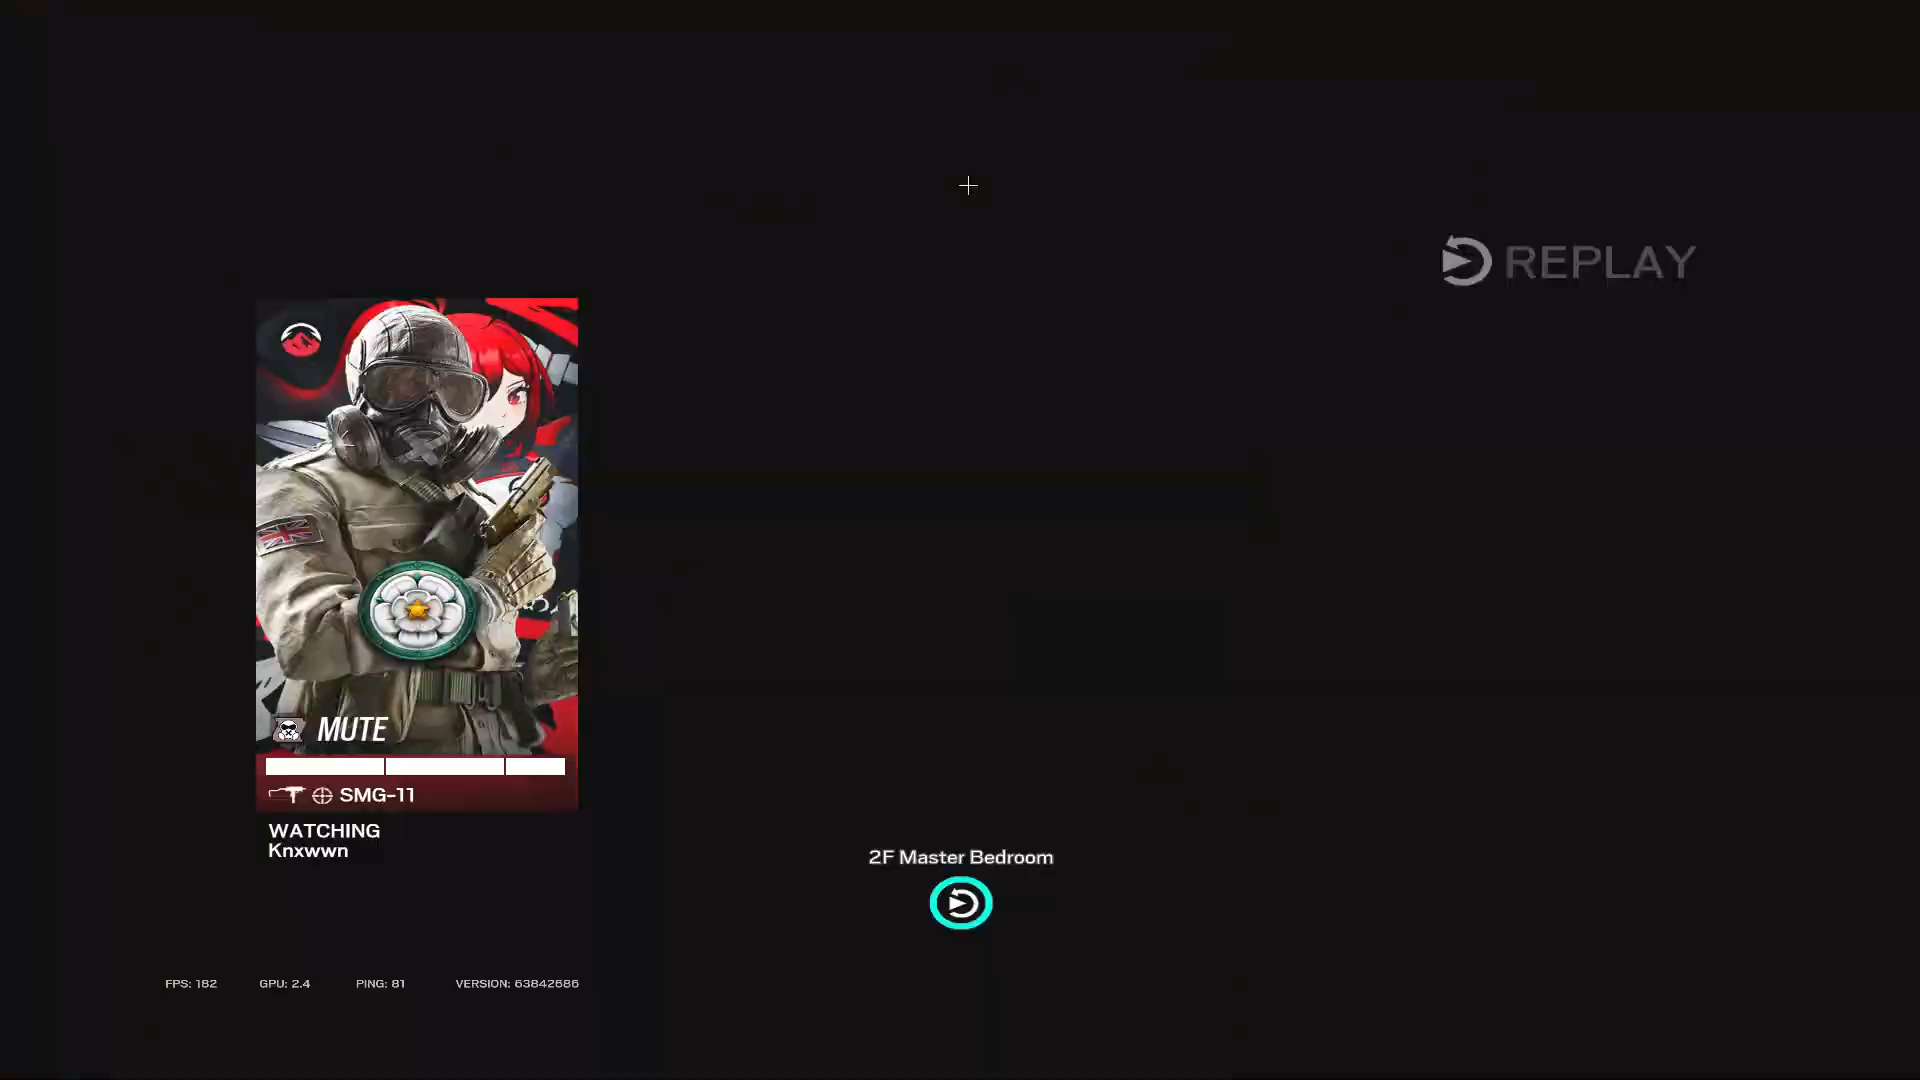 REPLAY
MUTE
SMG-11
WATCHING
Knxwwn
2F Master Bedroom
FPS: 182 GPU: 2.4 PING: 81 VERSION: 63842686